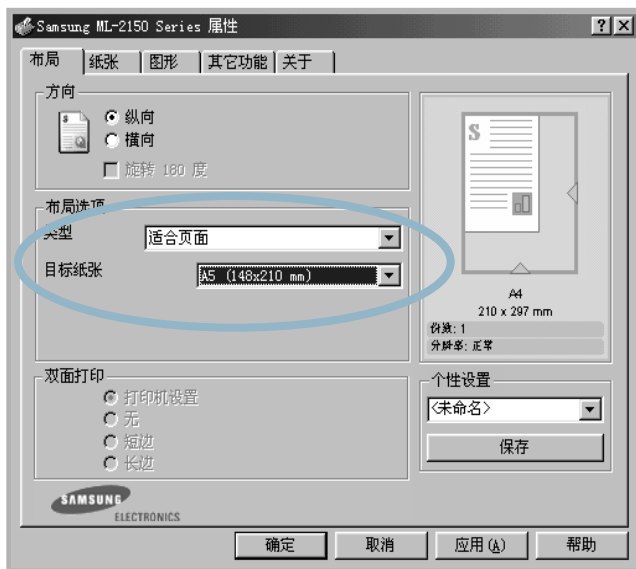 Samsung ML-2150 Series 属性
布局 纸张 图形 其它功能 关于
方向
纵向
横向
旋转 180 度
布局选项
类型 适合页面
目标纸张 A5 (148x210 mm)
双面打印
打印机设置
无
短边
长边
SAMSUNG
ELECTRONICS
S
S
A4
210 x 297 mm
份数: 1
分辨率: 正常
个性设置
<未命名>
保存
确定 取消 应用(A) 帮助